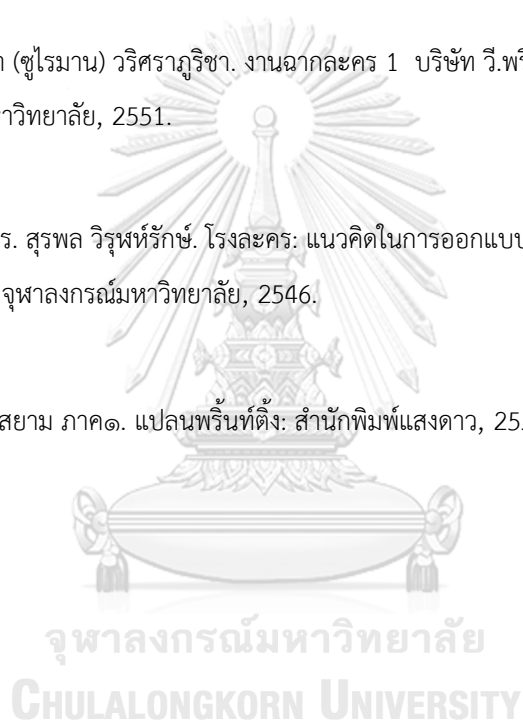 (ซูไรมาน) วริศราภูริชา. งานฉากละคร 1 บริษัท วี.พริ
าวิทยาลัย, 2551.
ร. สุรพล วิรุฬห์รักษ์. โรงละคร: แนวคิดในการออกแบบ
จุฬาลงกรณ์มหาวิทยาลัย, 2546.
สยาม ภาค๑. แปลนพริ้นท์ติ้ง: สำนักพิมพ์แสงดาว, 25
จุฬาลงกรณ์มหาวิทยาลัย
CHULALONGKORN UNIVERSITY